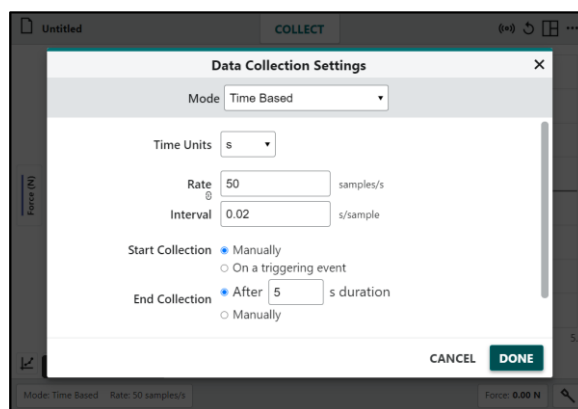 Untitled
COLLECT
Data Collection Settings
Mode Time Based
Time Units s
Rate 50 samples/s
Interval 0.02 s/sample
Start Collection Manually
On a triggering event
End Collection After 5 s duration
Manually
CANCEL DONE
Force (N)
Mode: Time Based Rate: 50 samples/s
Force: 0.00 N